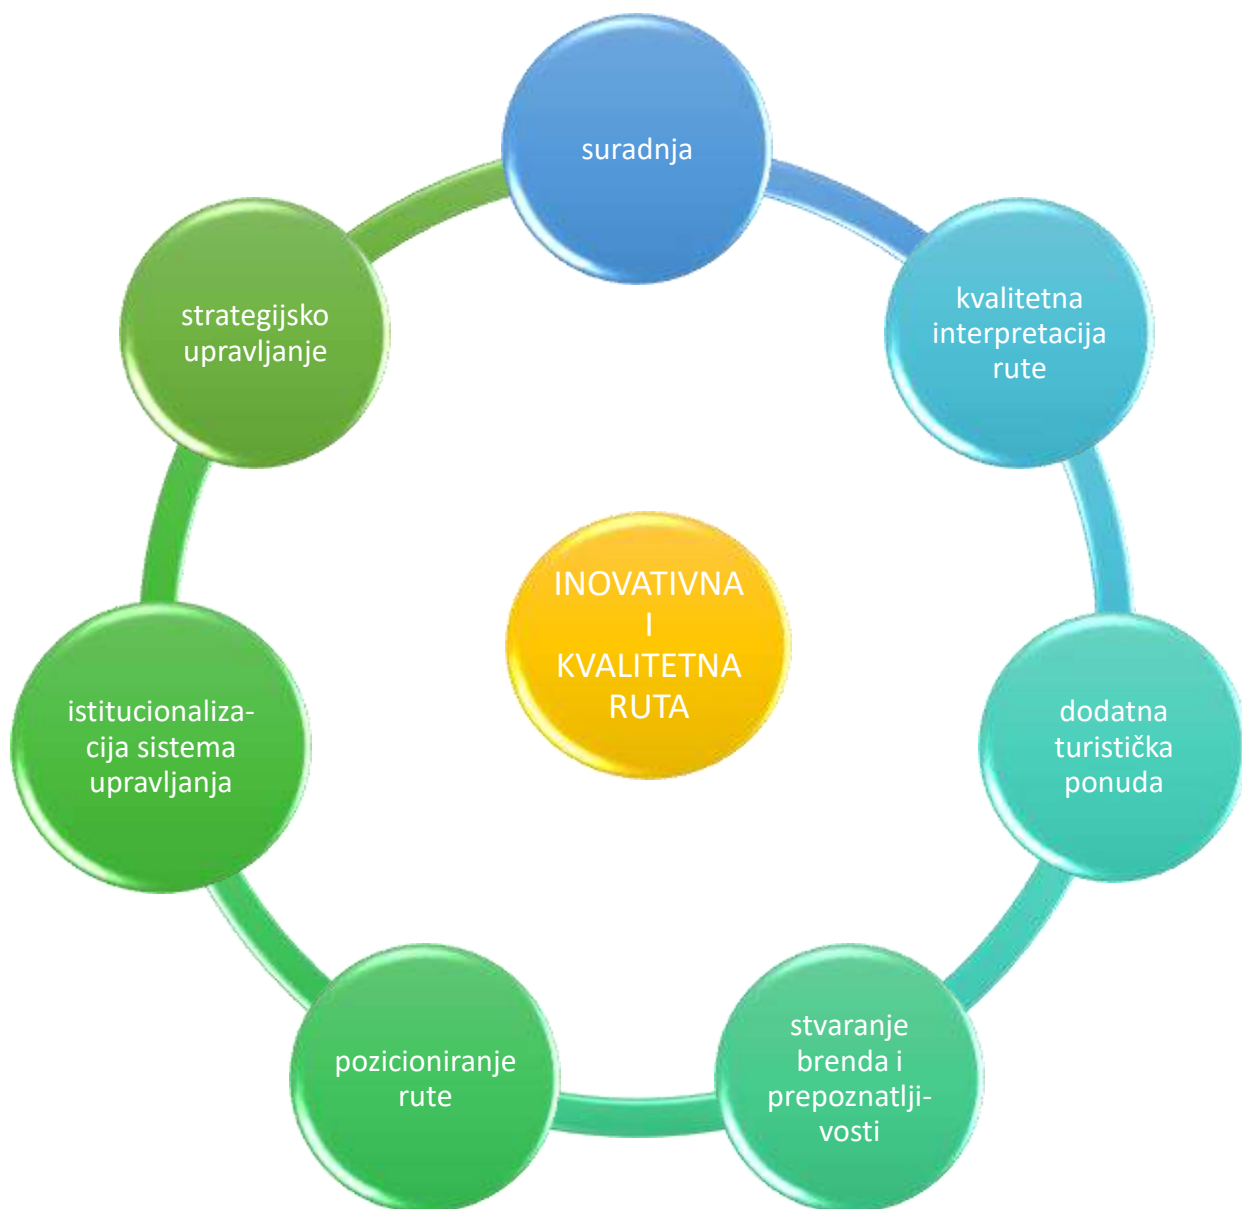 suradnja
kvalitetna
interpretacija
rute
dodatna
turistička
ponuda
stvaranje
brenda i
prepoznatlji-
vosti
pozicioniranje
rute
istitucionaliza-
cija sistema
upravljanja
strategijsko
upravljanje
INOVATIVNA
I
KVALITETNA
RUTA